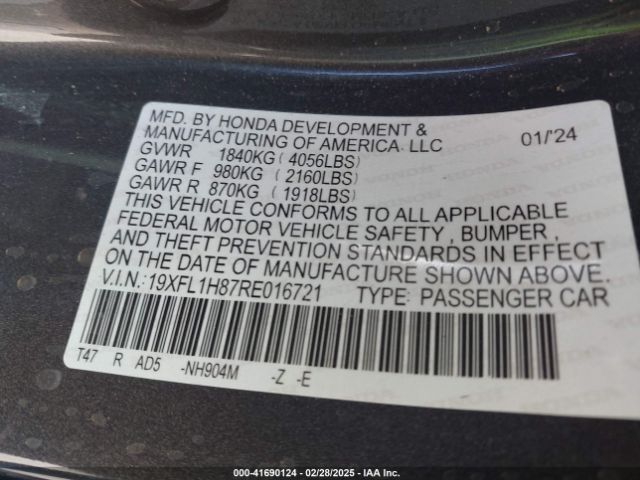 MFD. BY HONDA DEVELOPMENT &
MANUFACTURING OF AMERICA, LLC 01/'24
GVWR 1840KG ( 4056LBS)
GAWR F 980KG ( 2160LBS)
GAWR R 870KG ( 1918LBS)
THIS VEHICLE CONFORMS TO ALL APPLICABLE
FEDERAL MOTOR VEHICLE SAFETY , BUMPER ,
AND THEFT PREVENTION STANDARDS IN EFFECT
ON THE DATE OF MANUFACTURE SHOWN ABOVE.
V.I.N.: 19XFL1H87RE016721 TYPE: PASSENGER CAR
T47 R AD5 -NH904M -Z -E
000-41690124 | 02/28/2025 - IAA Inc.